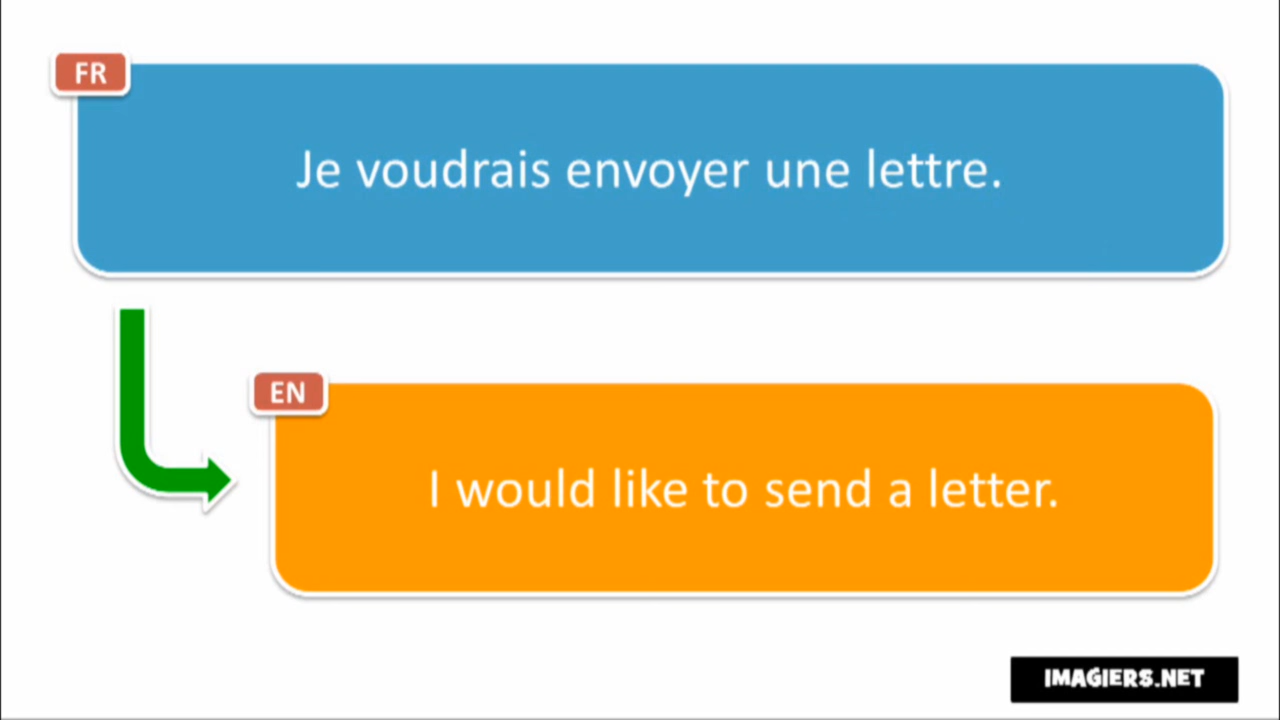 FR
Je voudrais envoyer une lettre.
EN
I would like to send a letter.
IMAGIERS.NET